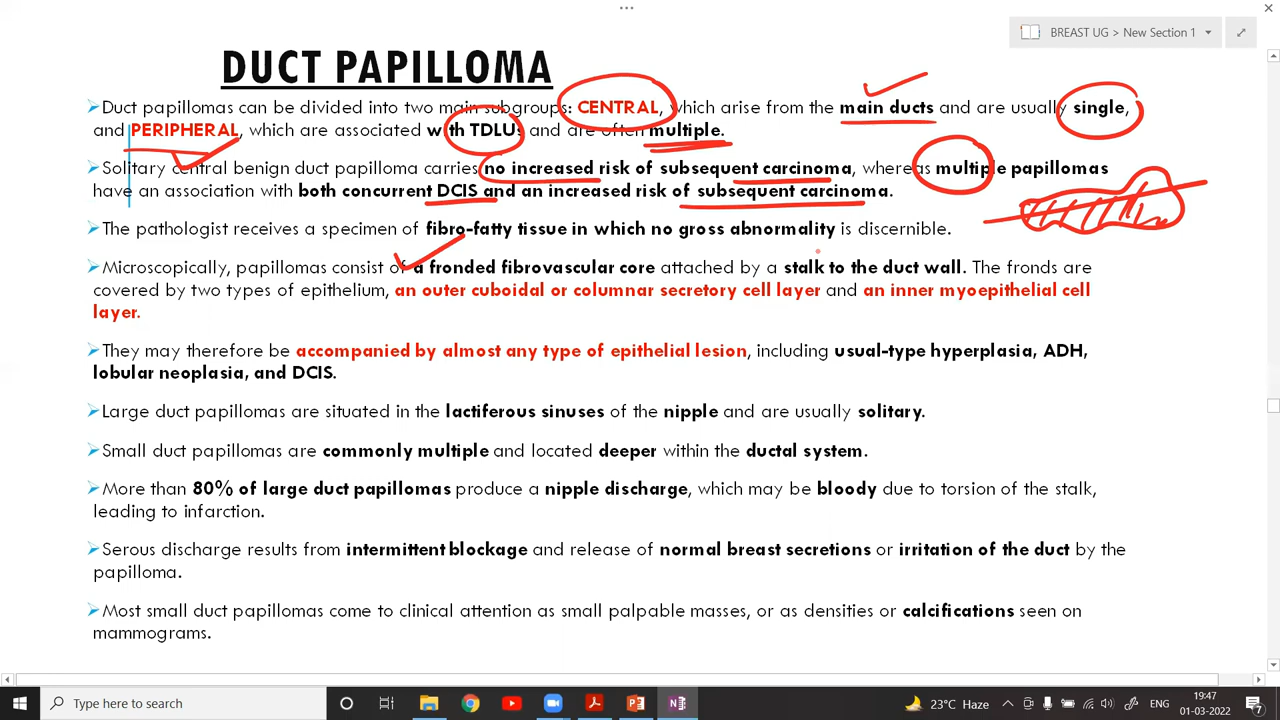 BREAST UG > New Section 1
DUCT PAPILLOMA
Duct papillomas can be divided into two main subgroups: CENTRAL, which arise from the main ducts and are usually single,
and PERIPHERAL, which are associated with TDLUs and are often multiple.
Solitary central benign duct papilloma carries no increased risk of subsequent carcinoma, whereas multiple papillomas
have an association with both concurrent DCIS and an increased risk of subsequent carcinoma.
The pathologist receives a specimen of fibro-fatty tissue in which no gross abnormality is discernible.
Microscopically, papillomas consist of a fronded fibrovascular core attached by a stalk to the duct wall. The fronds are
covered by two types of epithelium, an outer cuboidal or columnar secretory cell layer and an inner myoepithelial cell
layer.
They may therefore be accompanied by almost any type of epithelial lesion, including usual-type hyperplasia, ADH,
lobular neoplasia, and DCIS.
Large duct papillomas are situated in the lactiferous sinuses of the nipple and are usually solitary.
Small duct papillomas are commonly multiple and located deeper within the ductal system.
More than 80% of large duct papillomas produce a nipple discharge, which may be bloody due to torsion of the stalk,
leading to infarction.
Serous discharge results from intermittent blockage and release of normal breast secretions or irritation of the duct by the
papilloma.
Most small duct papillomas come to clinical attention as small palpable masses, or as densities or calcifications seen on
mammograms.
Type here to search
23°C Haze
ENG
19:47
01-03-2022
7